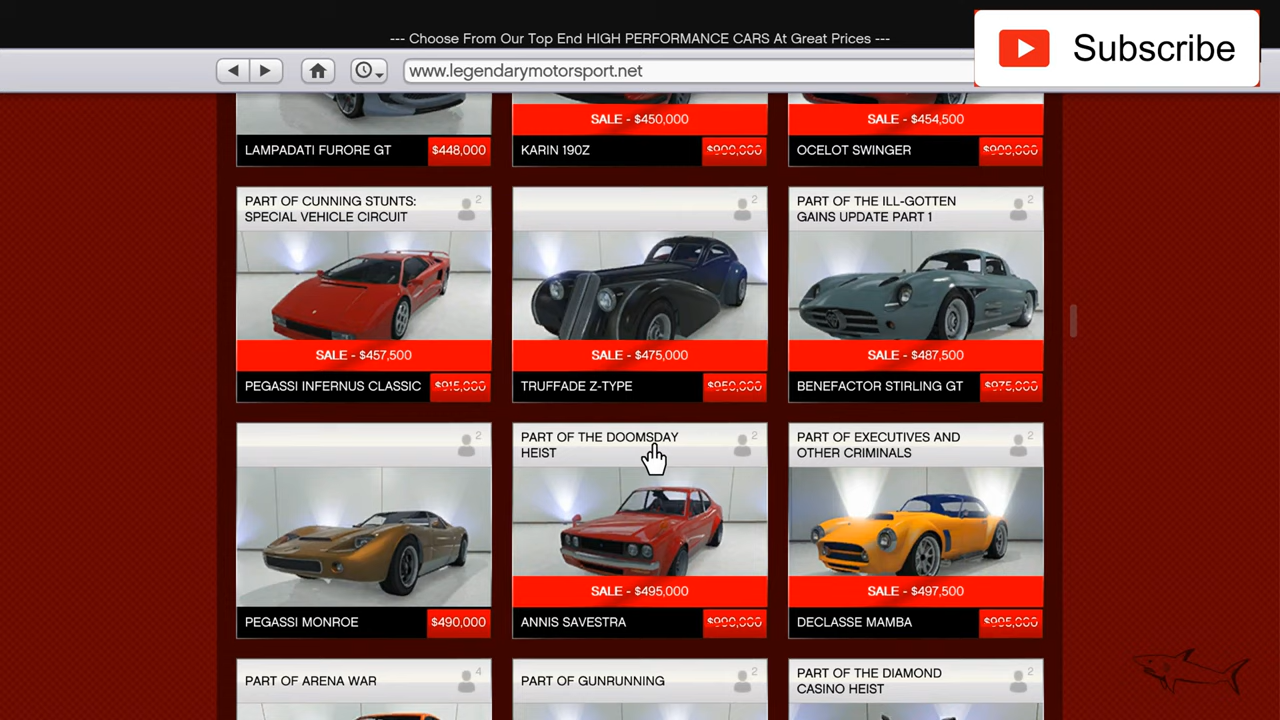 --- Choose From Our Top End HIGH PERFORMANCE CARS At Great Prices ---
Subscribe
www.legendarymotorsport.net
SALE - $450,000
SALE - $454,500
LAMPADATI FURORE GT
$448,000
KARIN 190Z
$900,000
OCELOT SWINGER
PART OF CUNNING STUNTS:
SPECIAL VEHICLE CIRCUIT
2
2
PART OF THE ILL-GOTTEN
GAINS UPDATE PART 1
2
SALE - $457,500
SALE - $475,000
SALE - $487,500
PEGASSI INFERNUS CLASSIC
$915,000
TRUFFADE Z-TYPE
$950,000
BENEFACTOR STIRLING GT
$975,000
2
PART OF THE DOOMSDAY
HEIST
2
PART OF EXECUTIVES AND
OTHER CRIMINALS
2
SALE - $495,000
SALE - $497,500
PEGASSI MONROE
$490,000
ANNIS SAVESTRA
$990,000
DECLASSE MAMBA
$995,000
PART OF ARENA WAR
4
PART OF GUNRUNNING
2
PART OF THE DIAMOND
CASINO HEIST
2